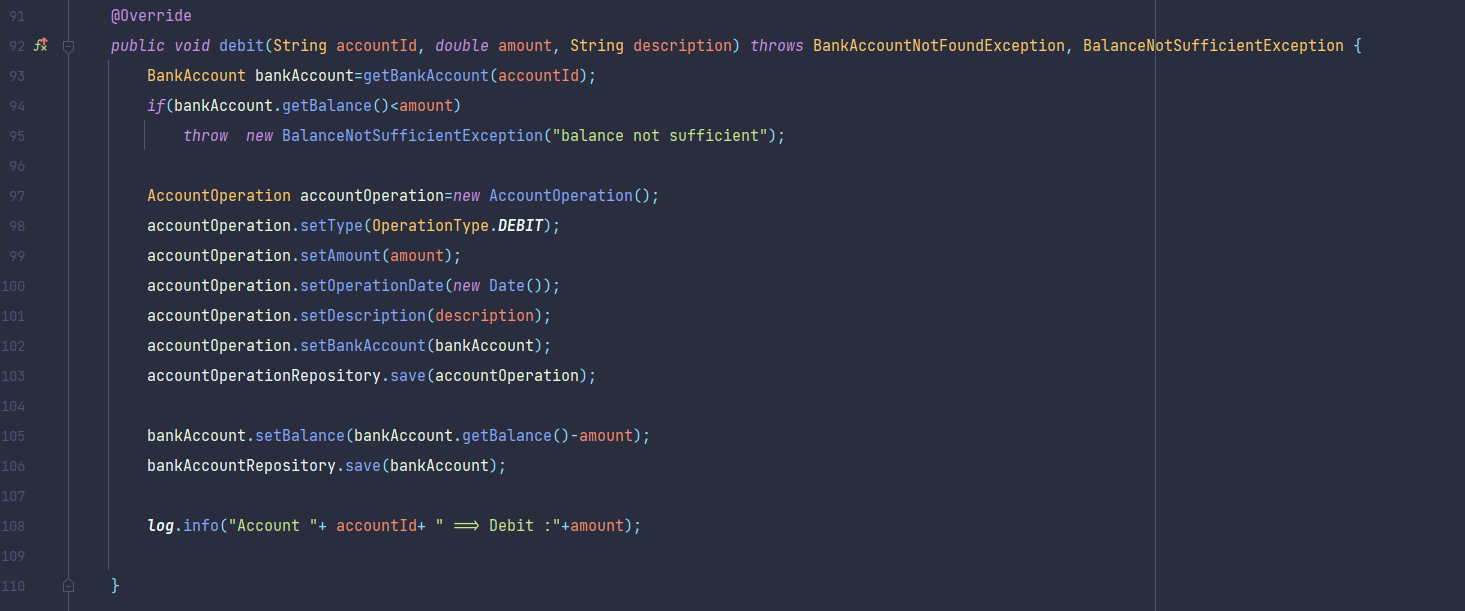 91 @Override
92 public void debit(String accountId, double amount, String description) throws BankAccountNotFoundException, BalanceNotSufficientException {
93 BankAccount bankAccount=getBankAccount(accountId);
94 if(bankAccount.getBalance()<amount)
95 throw  new BalanceNotSufficientException("balance not sufficient");
96
97 AccountOperation accountOperation=new AccountOperation();
98 accountOperation.setType(OperationType.DEBIT);
99 accountOperation.setAmount(amount);
100 accountOperation.setOperationDate(new Date());
101 accountOperation.setDescription(description);
102 accountOperation.setBankAccount(bankAccount);
103 accountOperationRepository.save(accountOperation);
104
105 bankAccount.setBalance(bankAccount.getBalance()-amount);
106 bankAccountRepository.save(bankAccount);
107
108 log.info("Account "+ accountId+ " ==> Debit :"+amount);
109
110 }